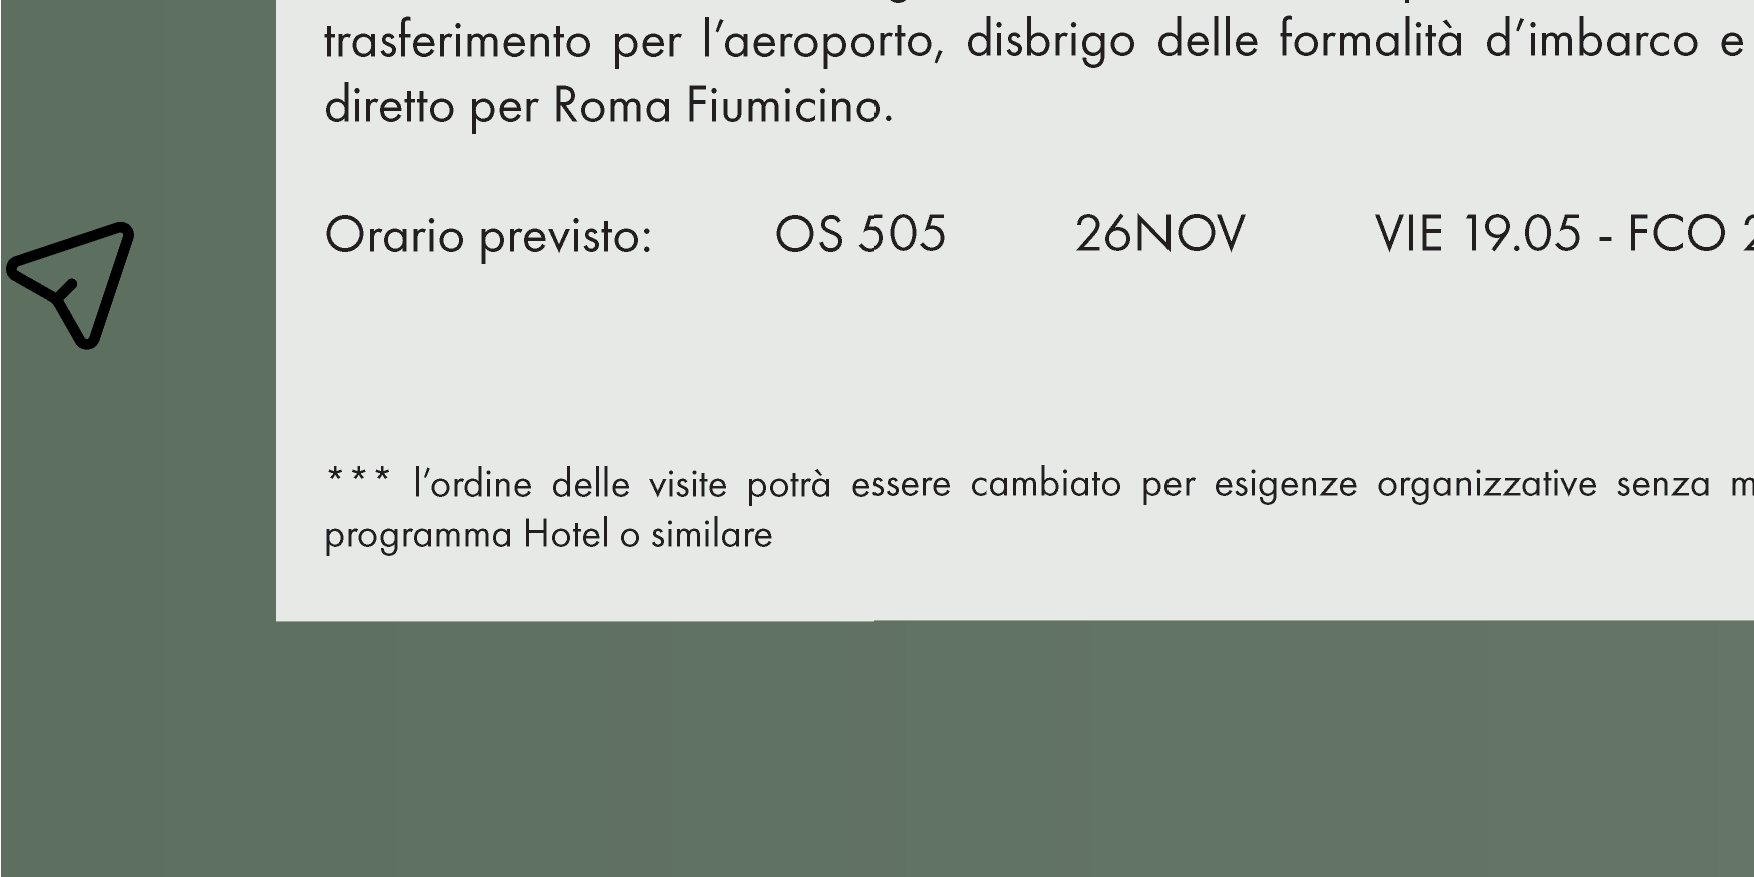 trasferimento per l’aeroporto, disbrigo delle formalità d’imbarco e
diretto per Roma Fiumicino.
Orario previsto: OS 505 26NOV VIE 19.05 - FCO
*** l’ordine delle visite potrà essere cambiato per esigenze organizzative senza
programma Hotel o similare